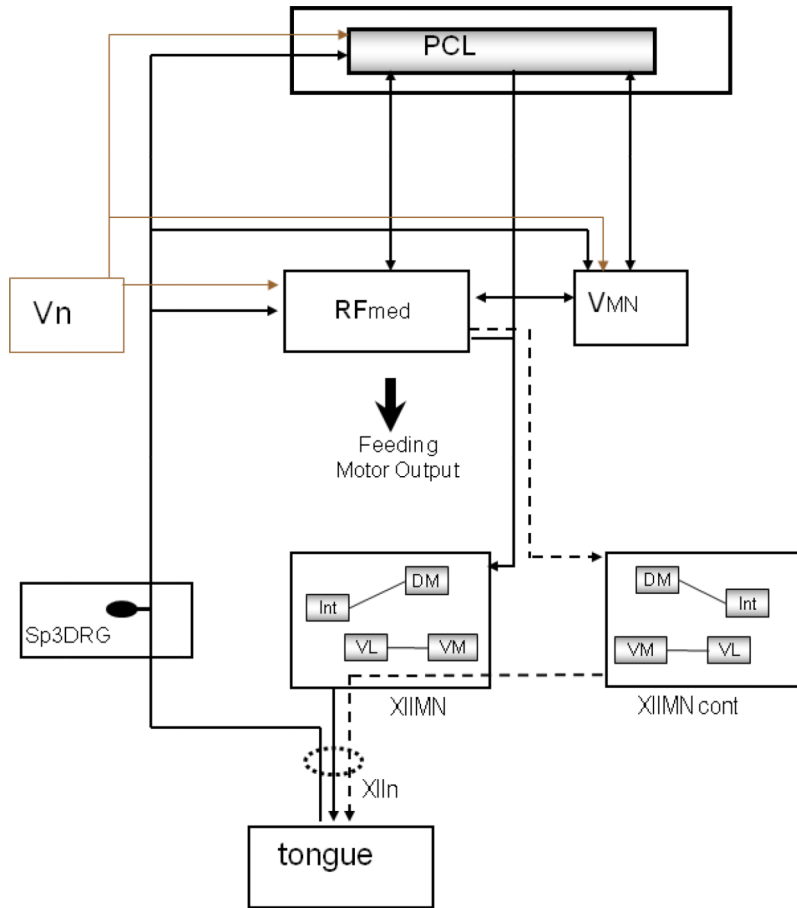 PCL
Vn
RFmed
VMN
Feeding
Motor Output
DM
Int
VL VM
DM
Int
VM VL
Sp3DRG
XIIMN
XIIMN cont
XIIn
tongue